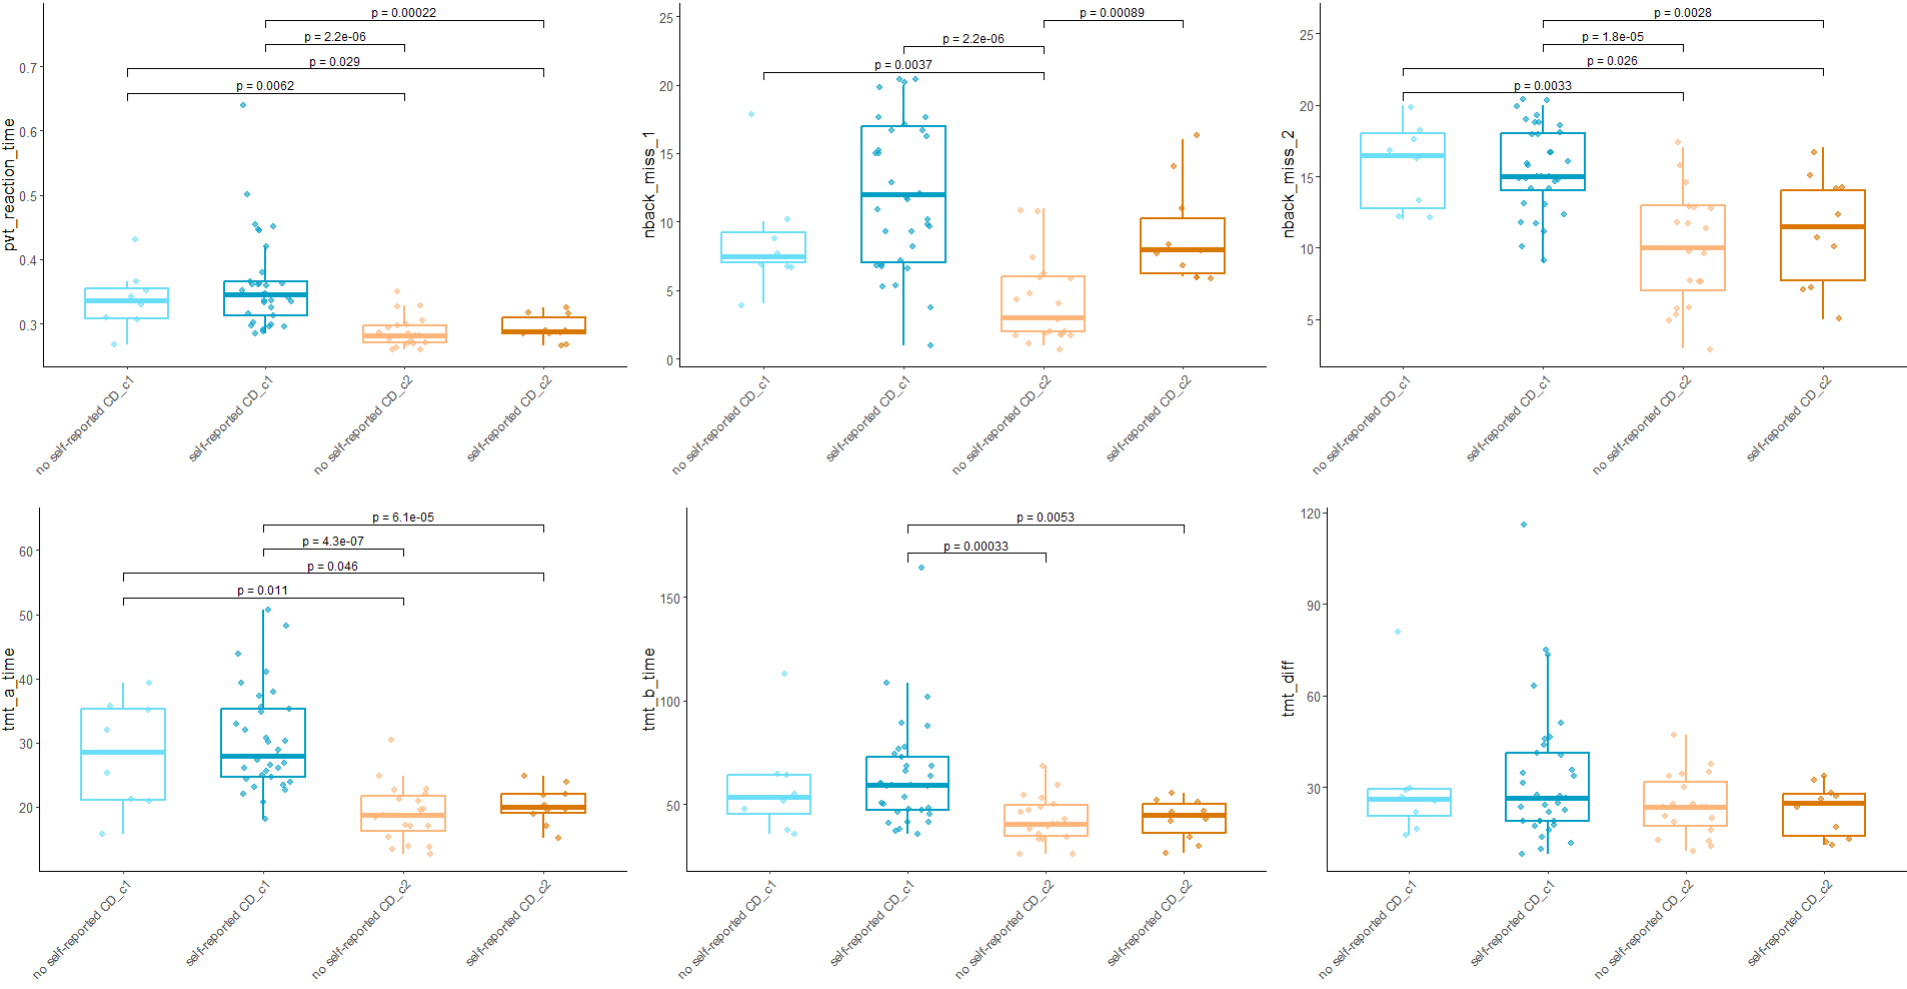 pvt_reaction_time
0.7
0.6
0.5
0.4
0.3
p = 0.00022
p = 2.2e-06
p = 0.029
p = 0.0062
no self-reported CD_c1
self-reported CD_c1
no self-reported CD_c2
self-reported CD_c2
nback_miss_1
25
20
15
10
5
0
p = 0.00089
p = 2.2e-06
p = 0.0037
no self-reported CD_c1
self-reported CD_c1
no self-reported CD_c2
self-reported CD_c2
nback_miss_2
25
20
15
10
5
p = 0.0028
p = 1.8e-05
p = 0.026
p = 0.0033
no self-reported CD_c1
self-reported CD_c1
no self-reported CD_c2
self-reported CD_c2
tmt_a_time
60
50
40
30
20
p = 6.1e-05
p = 4.3e-07
p = 0.046
p = 0.011
no self-reported CD_c1
self-reported CD_c1
no self-reported CD_c2
self-reported CD_c2
tmt_b_time
150
100
50
p = 0.0053
p = 0.00033
no self-reported CD_c1
self-reported CD_c1
no self-reported CD_c2
self-reported CD_c2
tmt_diff
120
90
60
30
no self-reported CD_c1
self-reported CD_c1
no self-reported CD_c2
self-reported CD_c2